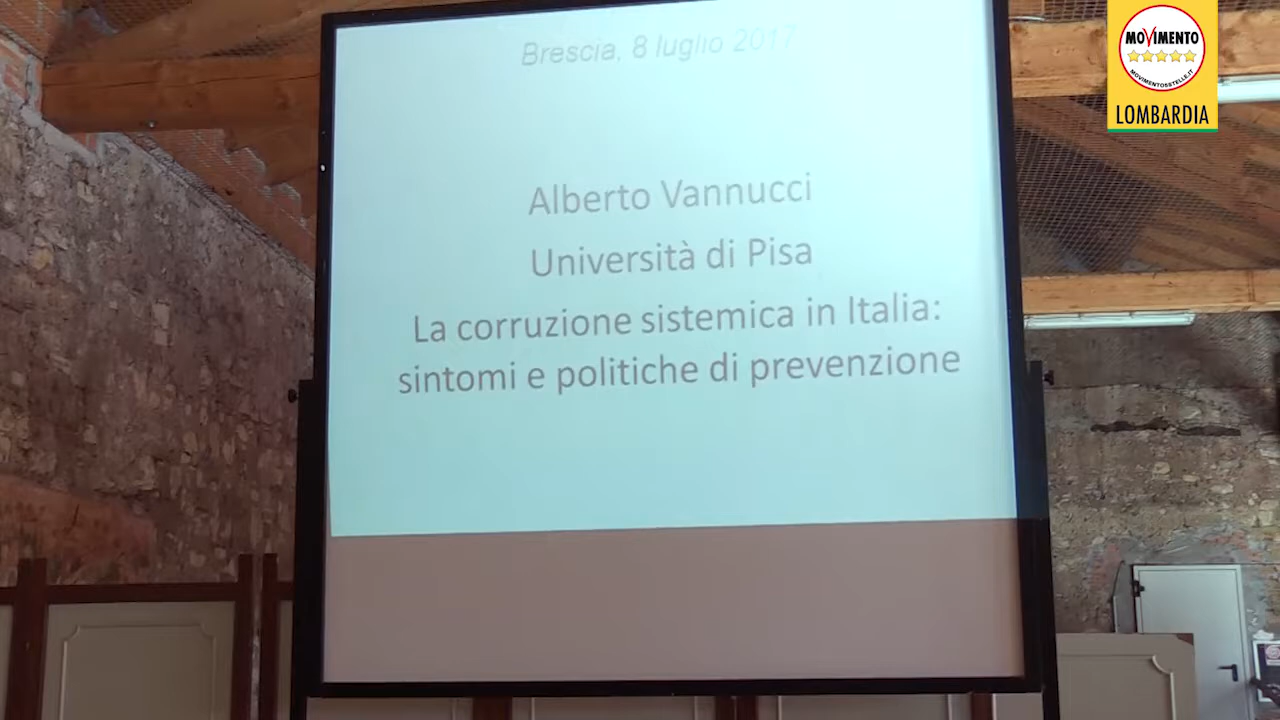 Brescia, 8 luglio 2017
Alberto Vannucci
Università di Pisa
La corruzione sistemica in Italia:
sintomi e politiche di prevenzione
MOVIMENTO
MOVIMENTO5STELLE.IT
LOMBARDIA